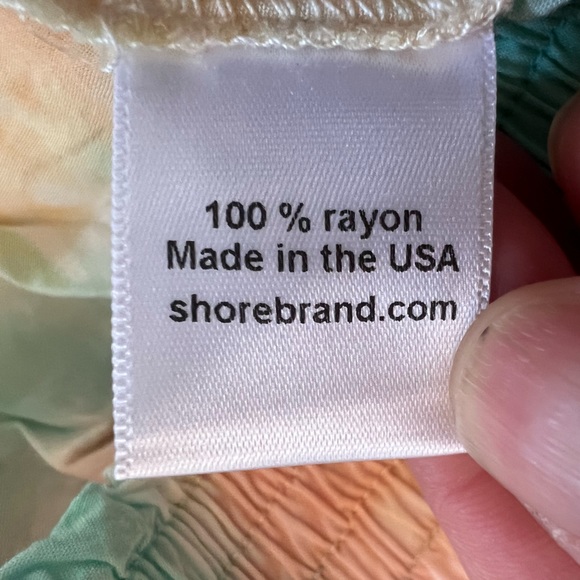 100 % rayon
Made in the USA
shorebrand.com